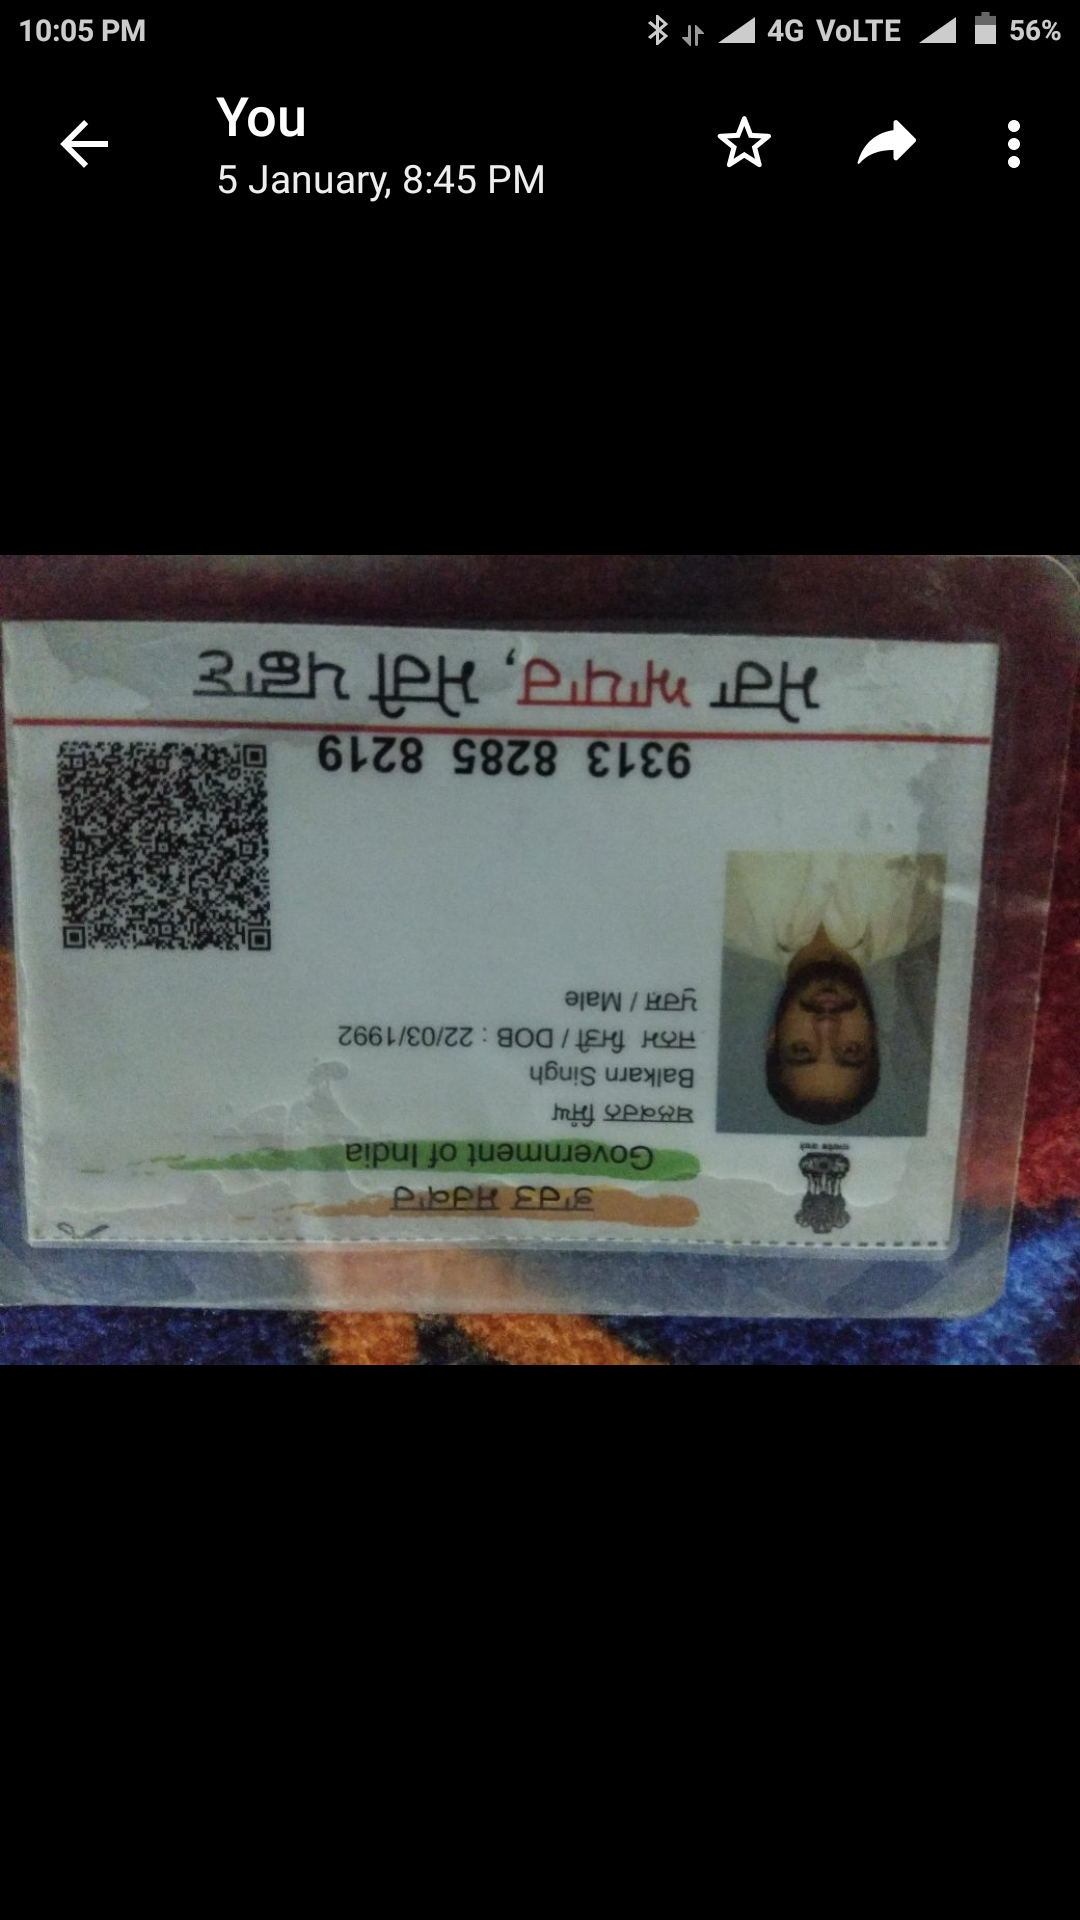 10:05 PM
4G VoLTE 56%
You
5 January, 8:45 PM
ਭਾਰਤ ਸਰਕਾਰ
Government of India
ਬਲਕਰਨ ਸਿੰਘ
Balkarn Singh
ਜਨਮ ਮਿਤੀ / DOB : 22/03/1992
ਪੁਰਸ਼ / Male
9313 8285 8219
ਮੇਰਾ ਆਧਾਰ, ਮੇਰੀ ਪਛਾਣ